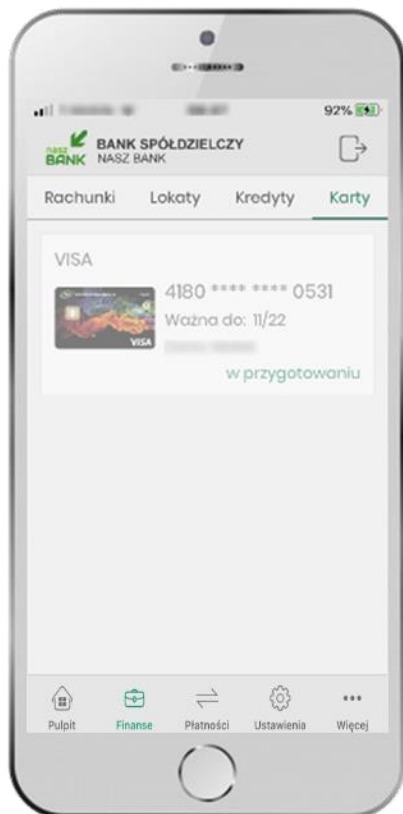 92%
nasz
BANK
BANK SPÓŁDZIELCZY
NASZ BANK
Rachunki Lokaty Kredyty Karty
VISA
4180 **** **** 0531
Ważna do: 11/22
VISA
w przygotowaniu
Pulpit Finanse Płatności Ustawienia Więcej